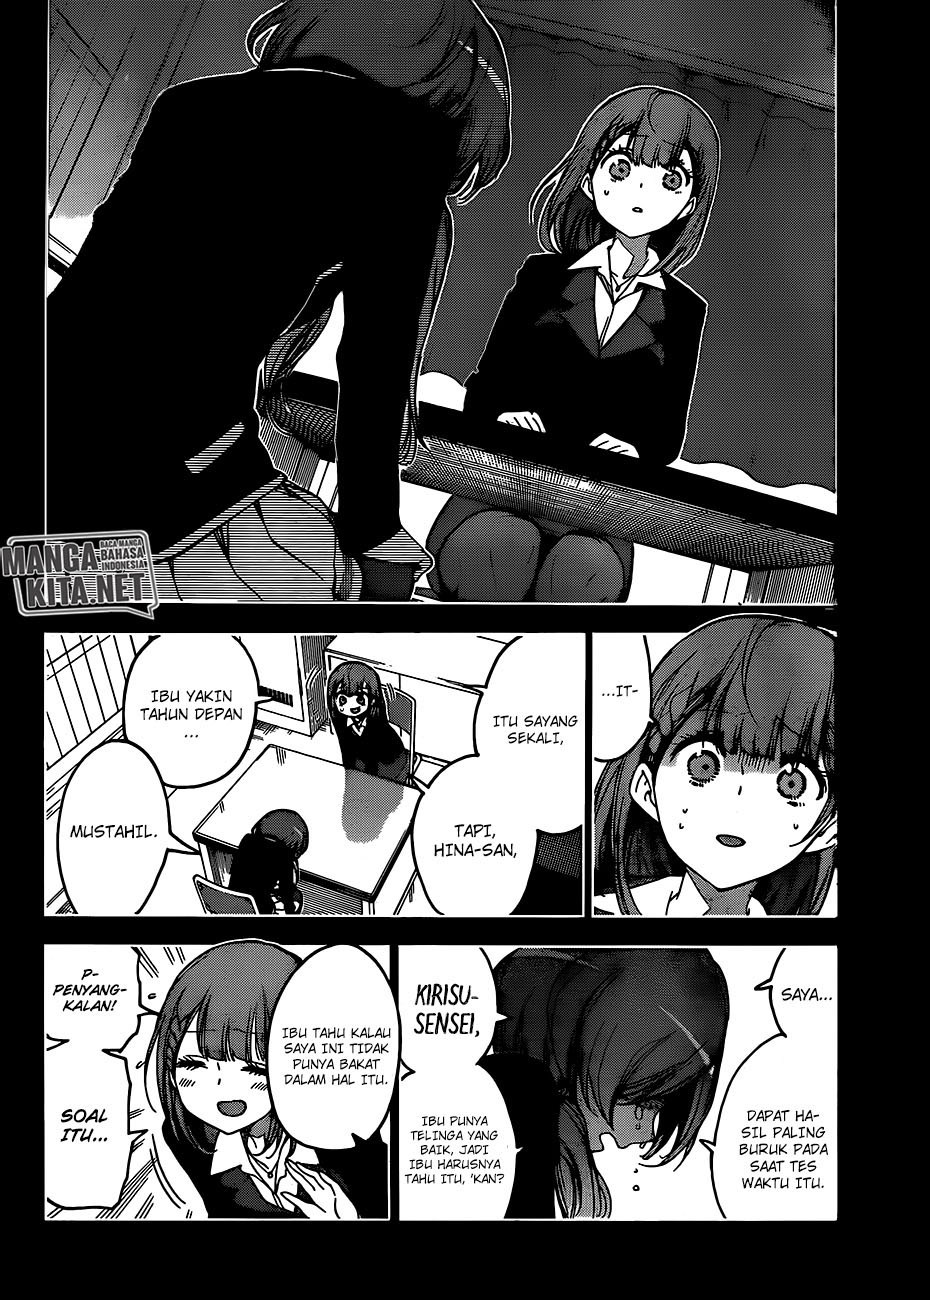 MANGA
BACA MANGA
BAHASA
INDONESIA
KITA.NET
...IT-
ITU SAYANG
SEKALI,
TAPI,
HINA-SAN,
IBU YAKIN
TAHUN DEPAN
...
MUSTAHIL.
SAYA...
DAPAT HA-
SIL PALING
BURUK PADA
SAAT TES
WAKTU ITU.
KIRISU-
SENSEI,
IBU PUNYA
TELINGA YANG
BAIK, JADI
IBU HARUSNYA
TAHU ITU, 'KAN?
IBU TAHU KALAU
SAYA INI TIDAK
PUNYA BAKAT
DALAM HAL ITU.
P-
PENYANG-
KALAN!
SOAL
ITU...